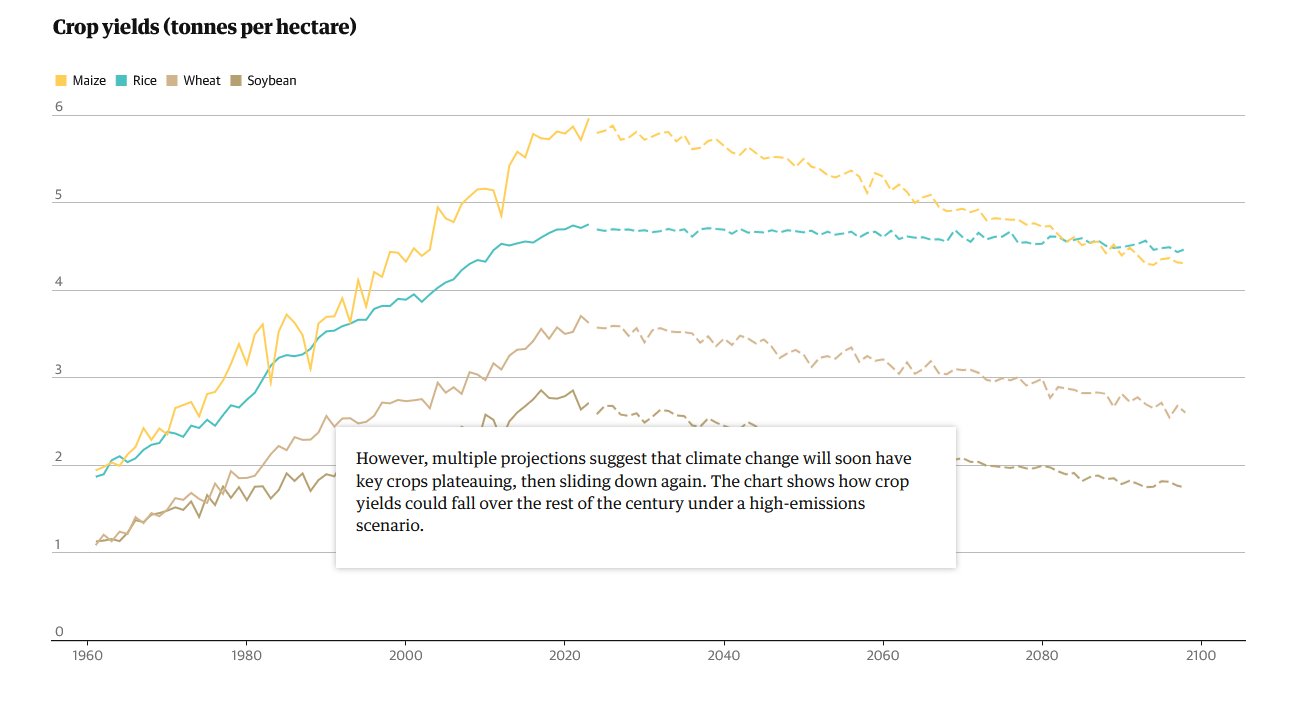 Crop yields (tonnes per hectare)
Maize Rice Wheat Soybean
6
5
4
3
2
However, multiple projections suggest that climate change will soon have
key crops plateauing, then sliding down again. The chart shows how crop
yields could fall over the rest of the century under a high-emissions
scenario.
1
0
1960 1980 2000 2020 2040 2060 2080 2100